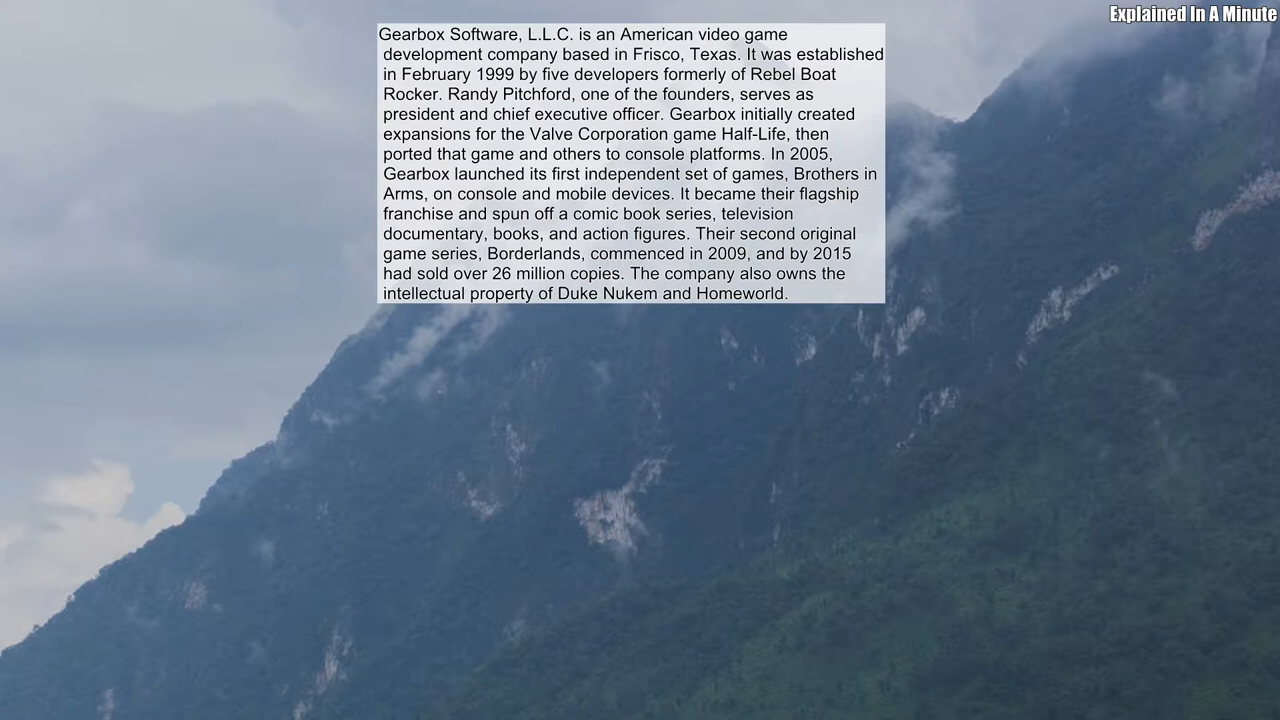 Explained In A Minute
Gearbox Software, L.L.C. is an American video game
development company based in Frisco, Texas. It was established
in February 1999 by five developers formerly of Rebel Boat
Rocker. Randy Pitchford, one of the founders, serves as
president and chief executive officer. Gearbox initially created
expansions for the Valve Corporation game Half-Life, then
ported that game and others to console platforms. In 2005,
Gearbox launched its first independent set of games, Brothers in
Arms, on console and mobile devices. It became their flagship
franchise and spun off a comic book series, television
documentary, books, and action figures. Their second original
game series, Borderlands, commenced in 2009, and by 2015
had sold over 26 million copies. The company also owns the
intellectual property of Duke Nukem and Homeworld.